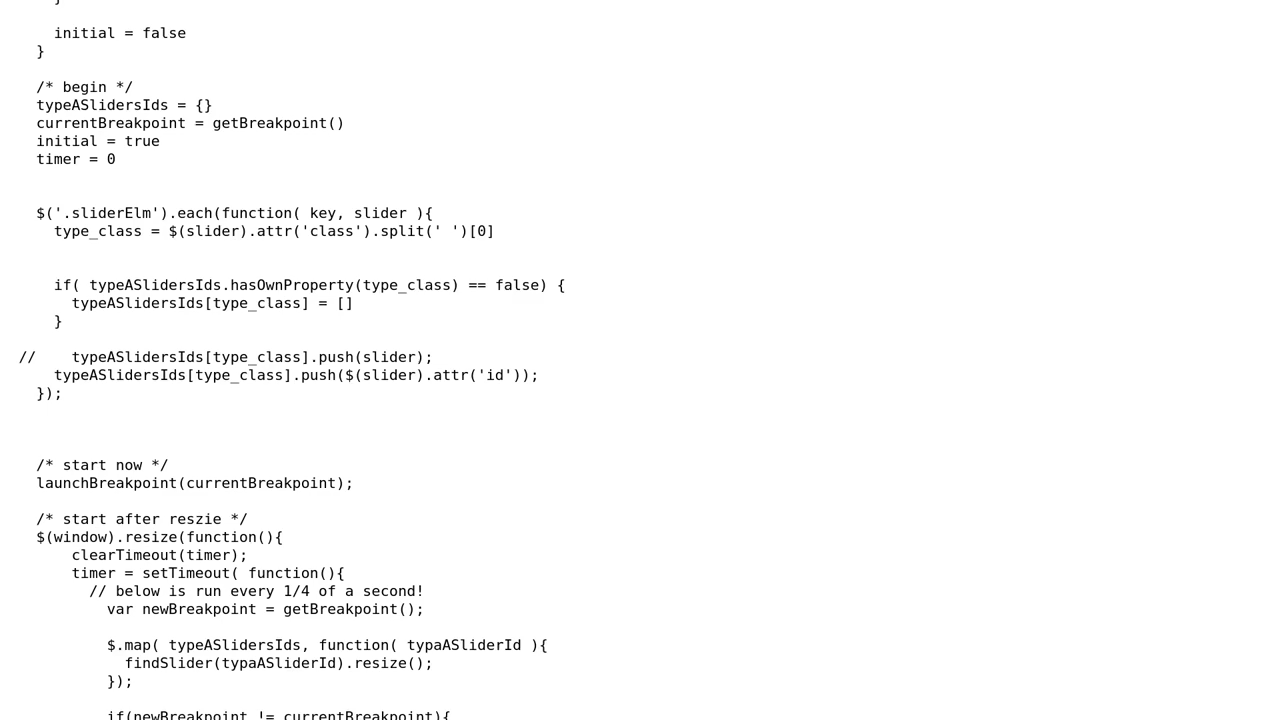 }
initial = false
}
/* begin */
typeASlidersIds = {}
currentBreakpoint = getBreakpoint()
initial = true
timer = 0
$('.sliderElm').each(function( key, slider ){
type_class = $(slider).attr('class').split(' ')[0]
if( typeASlidersIds.hasOwnProperty(type_class) == false) {
typeASlidersIds[type_class] = []
}
//    typeASlidersIds[type_class].push(slider);
typeASlidersIds[type_class].push($(slider).attr('id'));
});
/* start now */
launchBreakpoint(currentBreakpoint);
/* start after reszie */
$(window).resize(function(){
clearTimeout(timer);
timer = setTimeout( function(){
// below is run every 1/4 of a second!
var newBreakpoint = getBreakpoint();
$.map( typeASlidersIds, function( typaASliderId ){
findSlider(typaASliderId).resize();
});
if(newBreakpoint != currentBreakpoint){